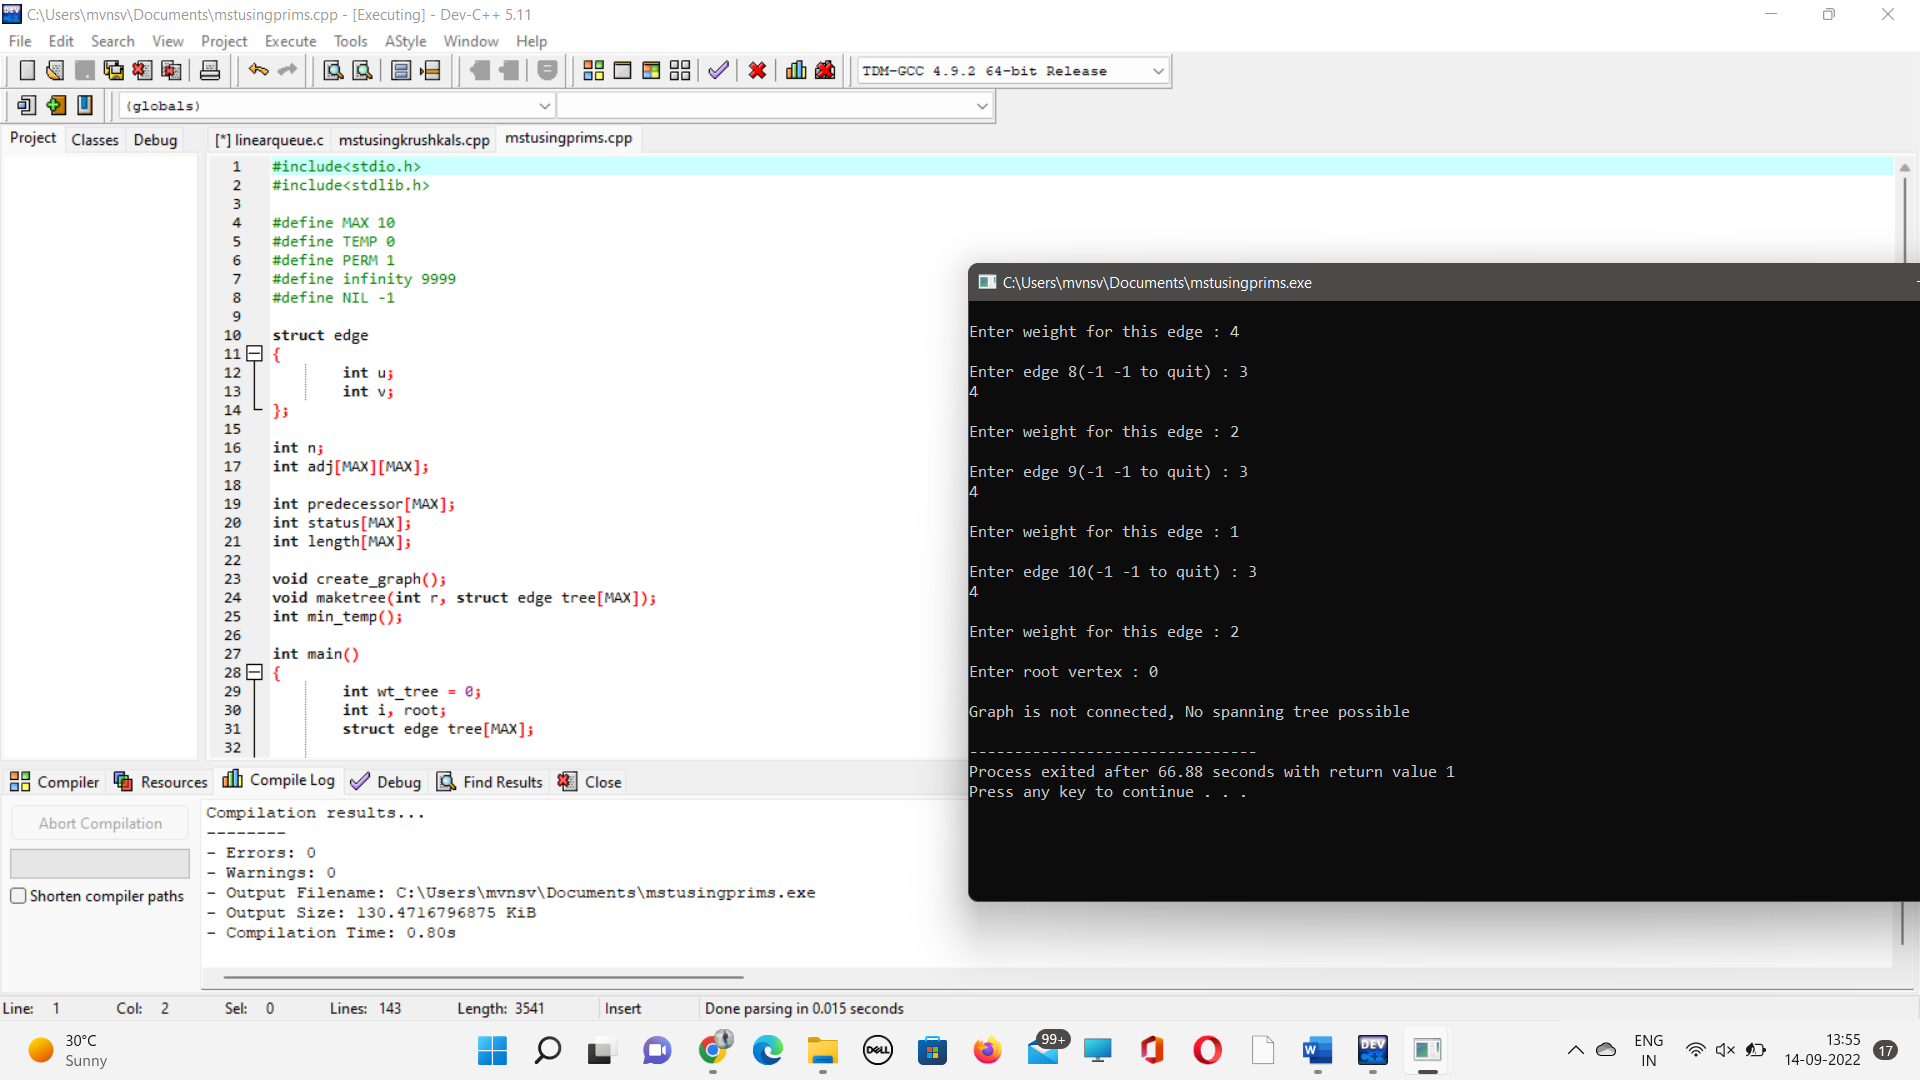 C:\Users\mvnsv\Documents\mstusingprims.cpp - [Executing] - Dev-C++ 5.11
File Edit Search View Project Execute Tools AStyle Window Help
TDM-GCC 4.9.2 64-bit Release
(globals)
Project Classes Debug [*] linearqueue.c mstusingkrushkals.cpp mstusingprims.cpp
1 #include<stdio.h>
2 #include<stdlib.h>
3
4 #define MAX 10
5 #define TEMP 0
6 #define PERM 1
7 #define infinity 9999
8 #define NIL -1
9
10 struct edge
11 {
12 int u;
13 int v;
14 };
15
16 int n;
17 int adj[MAX][MAX];
18
19 int predecessor[MAX];
20 int status[MAX];
21 int length[MAX];
22
23 void create_graph();
24 void maketree(int r, struct edge tree[MAX]);
25 int min_temp();
26
27 int main()
28 {
29 int wt_tree = 0;
30 int i, root;
31 struct edge tree[MAX];
32
C:\Users\mvnsv\Documents\mstusingprims.exe
Enter weight for this edge : 4
Enter edge 8(-1 -1 to quit) : 3
4
Enter weight for this edge : 2
Enter edge 9(-1 -1 to quit) : 3
4
Enter weight for this edge : 1
Enter edge 10(-1 -1 to quit) : 3
4
Enter weight for this edge : 2
Enter root vertex : 0
Graph is not connected, No spanning tree possible
--------------------------------
Process exited after 66.88 seconds with return value 1
Press any key to continue . . .
Compiler Resources Compile Log Debug Find Results Close
Abort Compilation
Shorten compiler paths
Compilation results...
--------
- Errors: 0
- Warnings: 0
- Output Filename: C:\Users\mvnsv\Documents\mstusingprims.exe
- Output Size: 130.4716796875 KiB
- Compilation Time: 0.80s
Line: 1 Col: 2 Sel: 0 Lines: 143 Length: 3541 Insert Done parsing in 0.015 seconds
30°C
Sunny
DELL
99+
W
DEV
C++
ENG
IN
13:55
14-09-2022
17